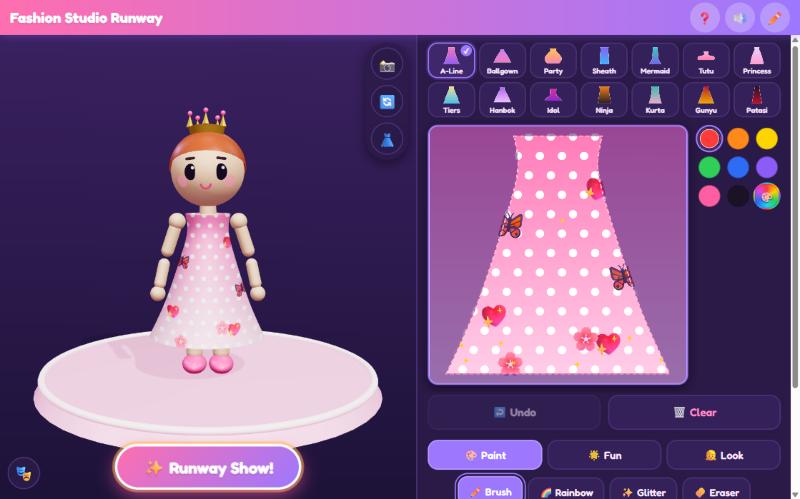 Fashion Studio Runway
A-Line
Ballgown
Party
Sheath
Mermaid
Tutu
Princess
Tiers
Hanbok
Idol
Ninja
Kurta
Gunyu
Patasi
Undo
Clear
Paint
Fun
Look
Runway Show!
Brush
Rainbow
Glitter
Eraser